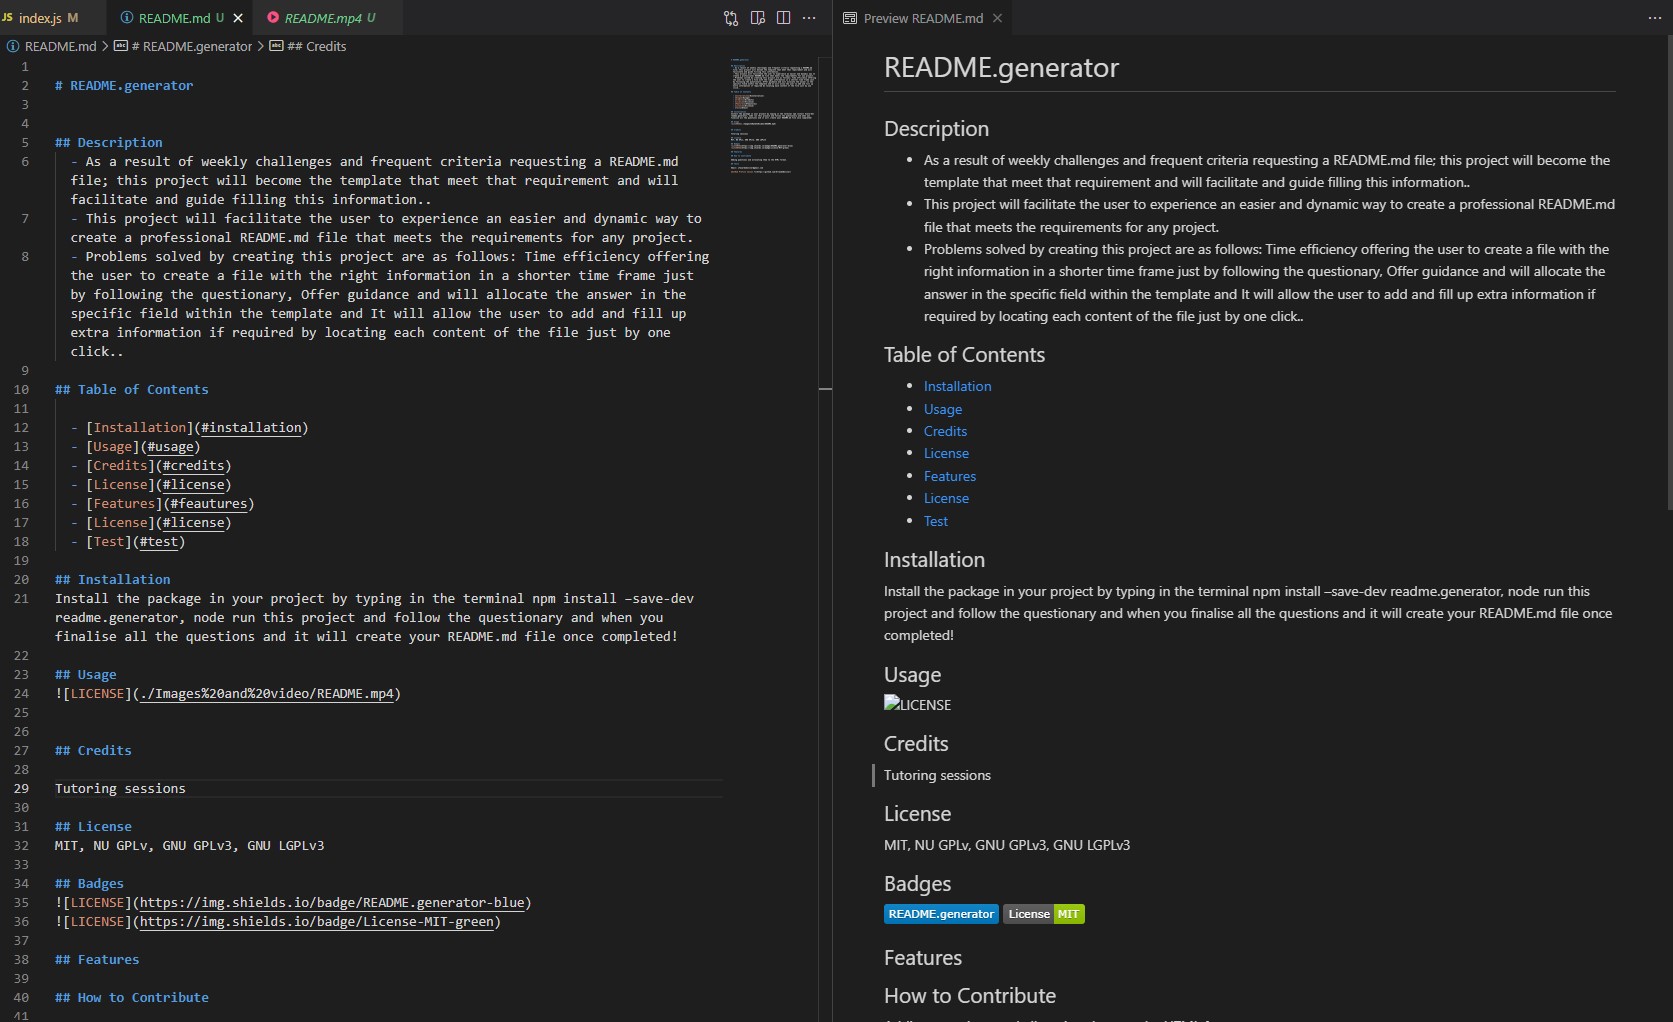 JS index.js M
README.md U
README.mp4 U
README.md > # README.generator > ## Credits
1
2 # README.generator
3
4
5 ## Description
6 - As a result of weekly challenges and frequent criteria requesting a README.md
file; this project will become the template that meet that requirement and will
facilitate and guide filling this information..
7 - This project will facilitate the user to experience an easier and dynamic way to
create a professional README.md file that meets the requirements for any project.
8 - Problems solved by creating this project are as follows: Time efficiency offering
the user to create a file with the right information in a shorter time frame just
by following the questionary, Offer guidance and will allocate the answer in the
specific field within the template and It will allow the user to add and fill up
extra information if required by locating each content of the file just by one
click..
9
10 ## Table of Contents
11
12 - [Installation](#installation)
13 - [Usage](#usage)
14 - [Credits](#credits)
15 - [License](#license)
16 - [Features](#feautures)
17 - [License](#license)
18 - [Test](#test)
19
20 ## Installation
21 Install the package in your project by typing in the terminal npm install –save-dev
readme.generator, node run this project and follow the questionary and when you
finalise all the questions and it will create your README.md file once completed!
22
23 ## Usage
24 ![LICENSE](./Images%20and%20video/README.mp4)
25
26
27 ## Credits
28
29 Tutoring sessions
30
31 ## License
32 MIT, NU GPLv, GNU GPLv3, GNU LGPLv3
33
34 ## Badges
35 ![LICENSE](https://img.shields.io/badge/README.generator-blue)
36 ![LICENSE](https://img.shields.io/badge/License-MIT-green)
37
38 ## Features
39
40 ## How to Contribute
41
Preview README.md
README.generator
Description
• As a result of weekly challenges and frequent criteria requesting a README.md file; this project will become the
template that meet that requirement and will facilitate and guide filling this information..
• This project will facilitate the user to experience an easier and dynamic way to create a professional README.md
file that meets the requirements for any project.
• Problems solved by creating this project are as follows: Time efficiency offering the user to create a file with the
right information in a shorter time frame just by following the questionary, Offer guidance and will allocate the
answer in the specific field within the template and It will allow the user to add and fill up extra information if
required by locating each content of the file just by one click..
Table of Contents
• Installation
• Usage
• Credits
• License
• Features
• License
• Test
Installation
Install the package in your project by typing in the terminal npm install –save-dev readme.generator, node run this
project and follow the questionary and when you finalise all the questions and it will create your README.md file once
completed!
Usage
LICENSE
Credits
Tutoring sessions
License
MIT, NU GPLv, GNU GPLv3, GNU LGPLv3
Badges
README.generator License MIT
Features
How to Contribute